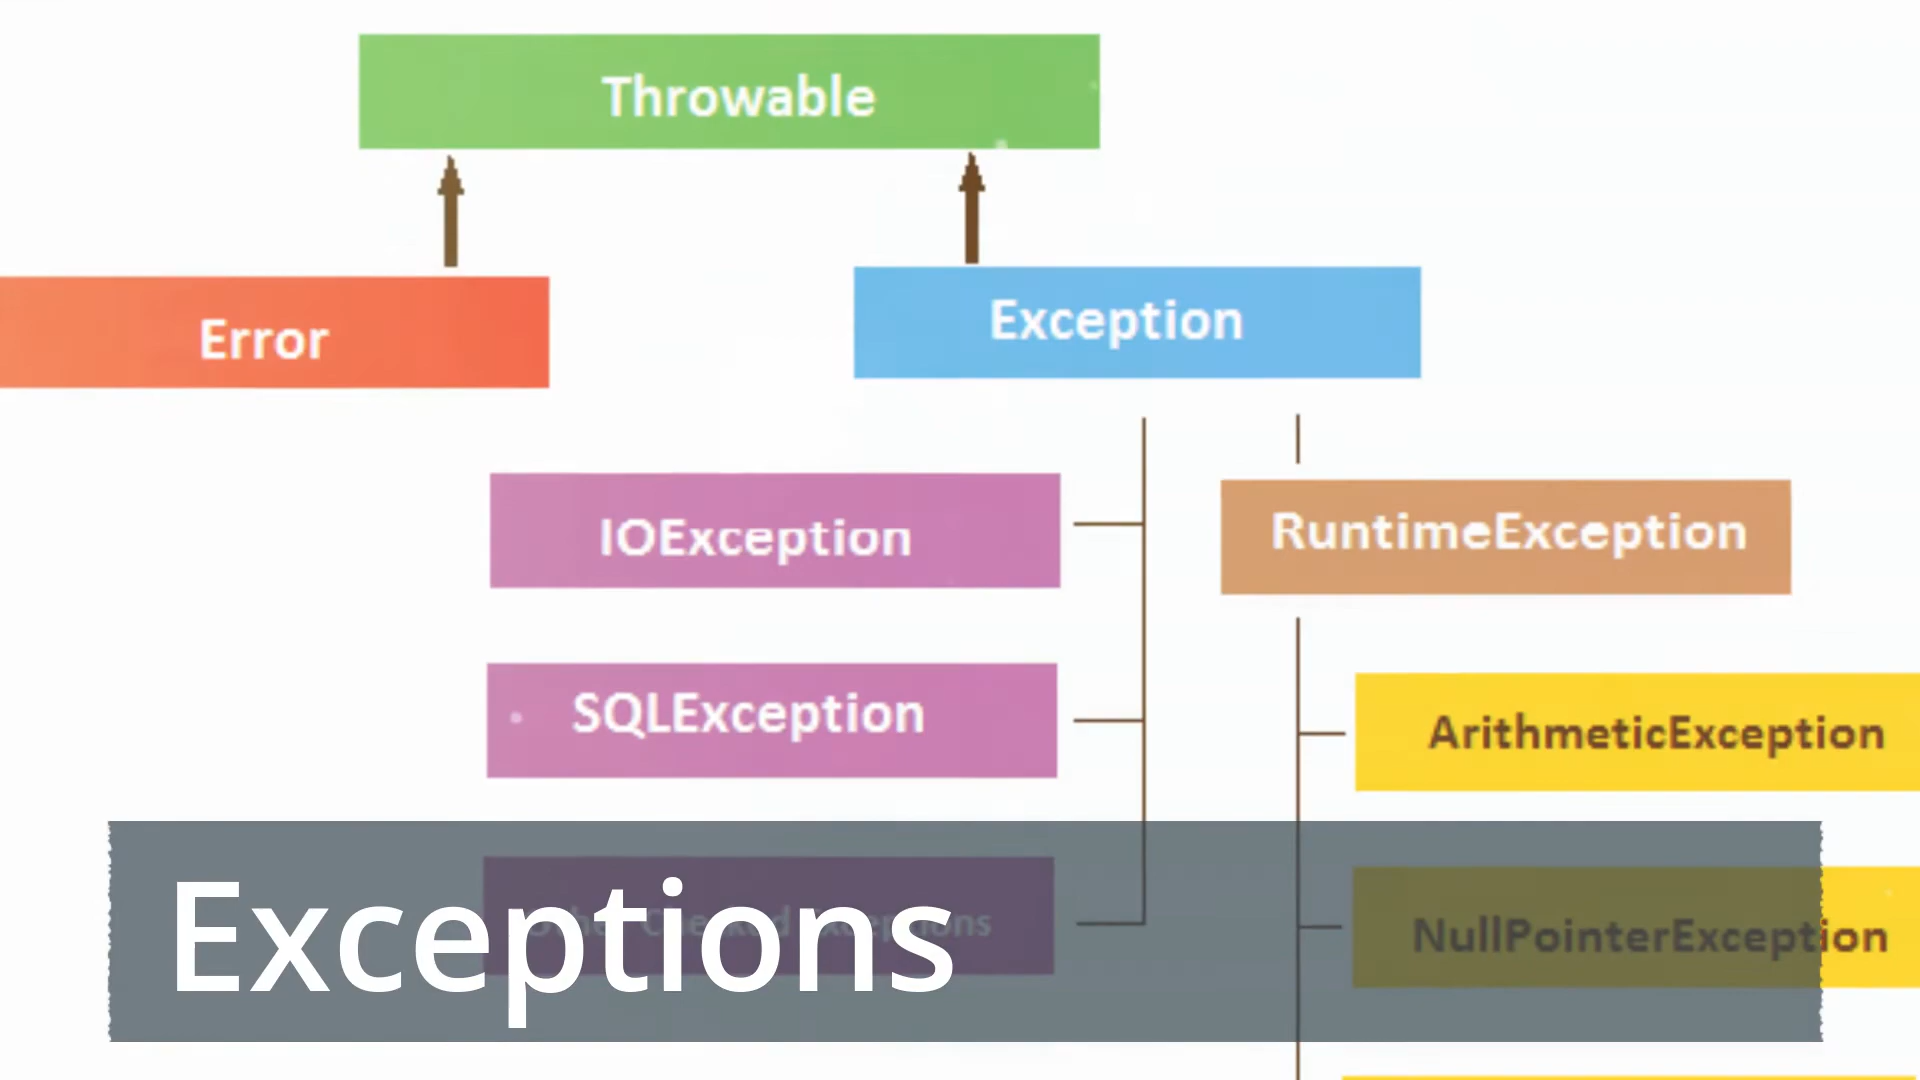 Throwable
Error
Exception
IOException
RuntimeException
SQLException
ArithmeticException
Exceptions
NullPointerException